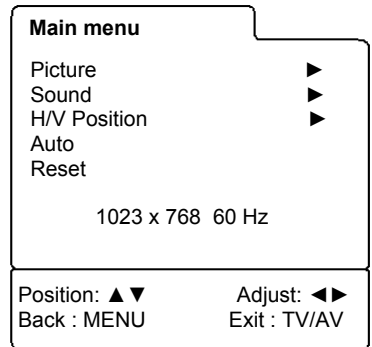 Main menu
Picture ►
Sound ►
H/V Position ►
Auto
Reset
1023 x 768 60 Hz
Position: ▲▼ Adjust: ◄►
Back : MENU Exit : TV/AV